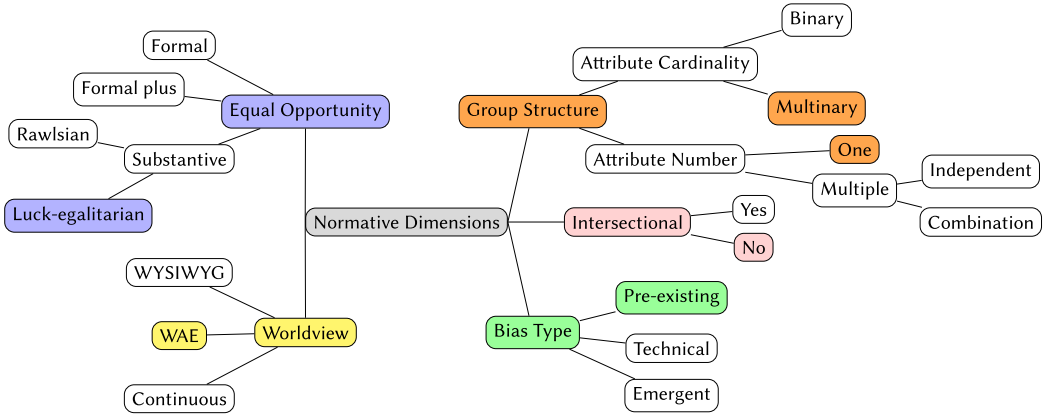 Normative Dimensions
Equal Opportunity
Formal
Formal plus
Substantive
Rawlsian
Luck-egalitarian
Worldview
WYSIWYG
WAE
Continuous
Group Structure
Attribute Cardinality
Binary
Multinary
Attribute Number
One
Multiple
Independent
Combination
Intersectional
Yes
No
Bias Type
Pre-existing
Technical
Emergent